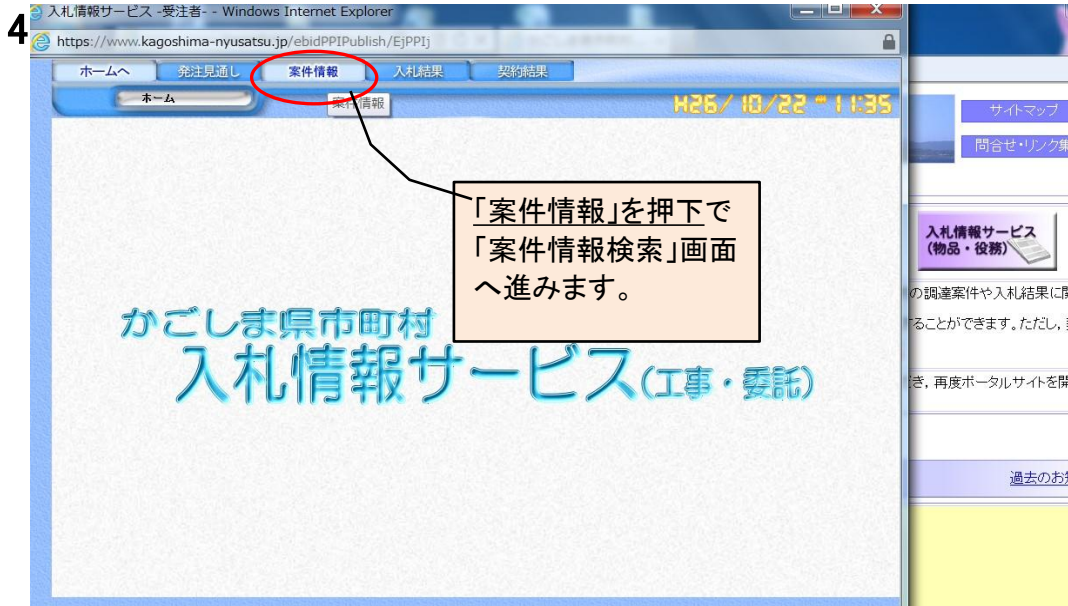 4
入札情報サービス -受注者- - Windows Internet Explorer
https://www.kagoshima-nyusatsu.jp/ebidPPIPublish/EjPPIj
ホームへ 発注見通し 案件情報 入札結果 契約結果
ホーム
案件情報
H26/10/22 11:35
「案件情報」を押下で
「案件情報検索」画面
へ進みます。
かごしま県市町村
入札情報サービス(工事・委託)
サイトマップ
問合せ・リンク集
入札情報サービス
(物品・役務)
の調達案件や入札結果に
ることができます。ただし,
き, 再度ポータルサイトを開
過去のお